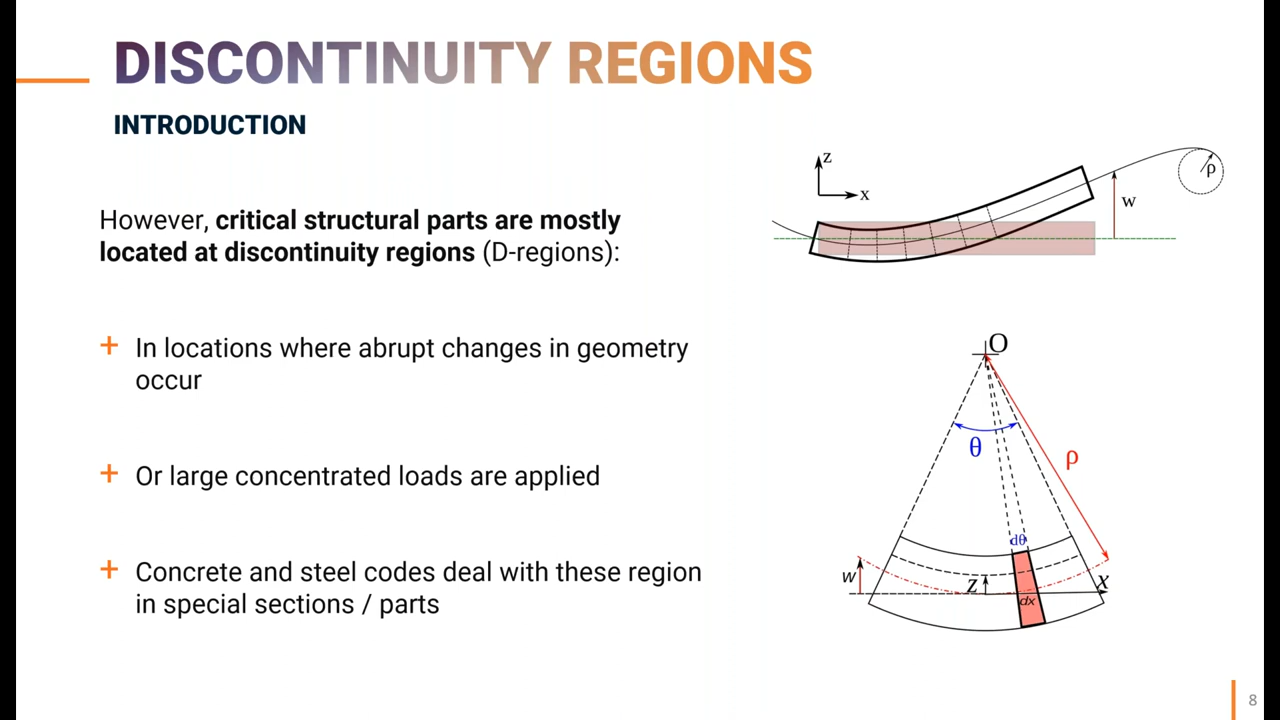 DISCONTINUITY REGIONS
INTRODUCTION
However, critical structural parts are mostly
located at discontinuity regions (D-regions):
+ In locations where abrupt changes in geometry
occur
+ Or large concentrated loads are applied
+ Concrete and steel codes deal with these region
in special sections / parts
z
x
w
ρ
O
θ
ρ
dθ
w
z
x
dx
8